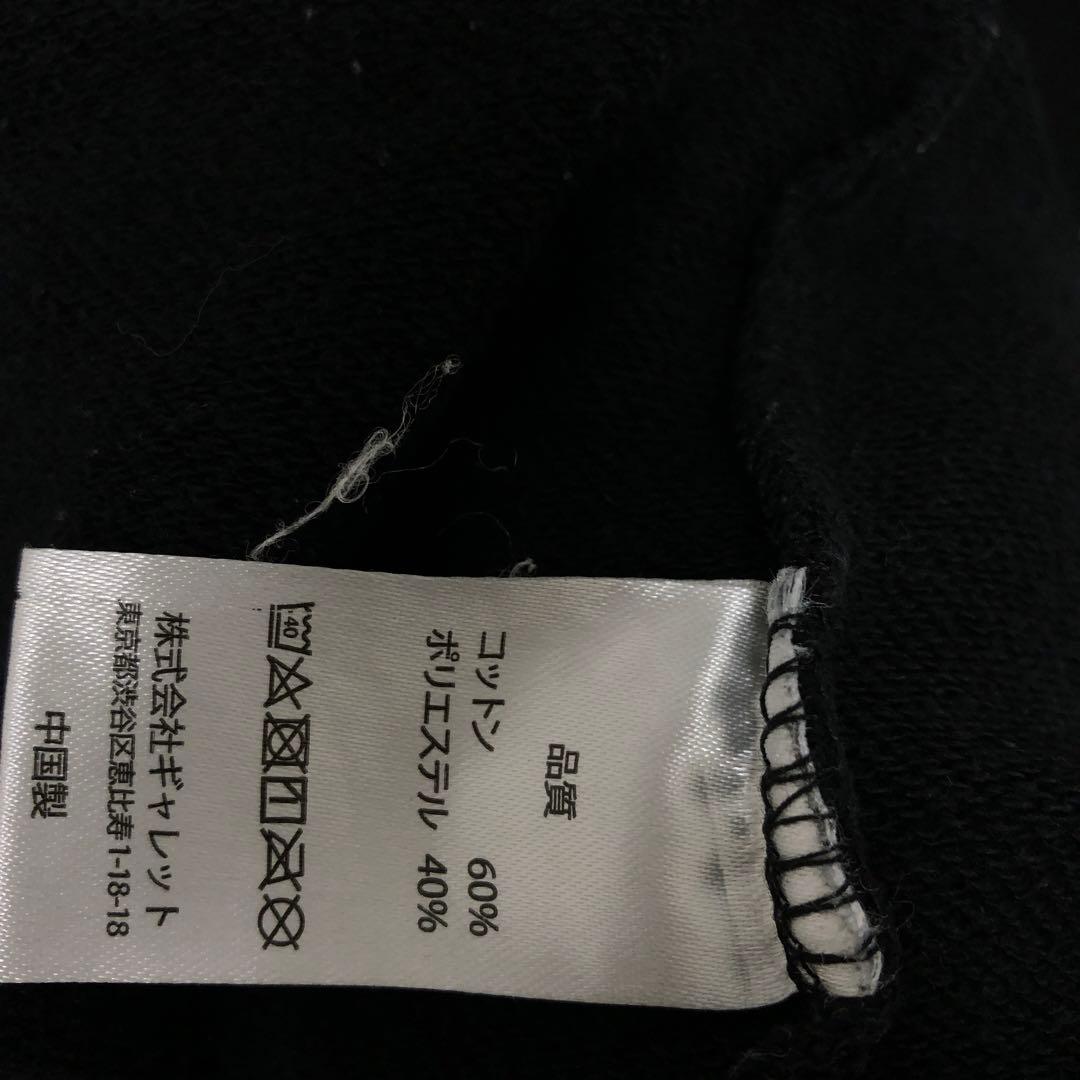 品質
コットン 60%
ポリエステル 40%
40
株式会社ギャレット
東京都渋谷区恵比寿1-18-18
中国製